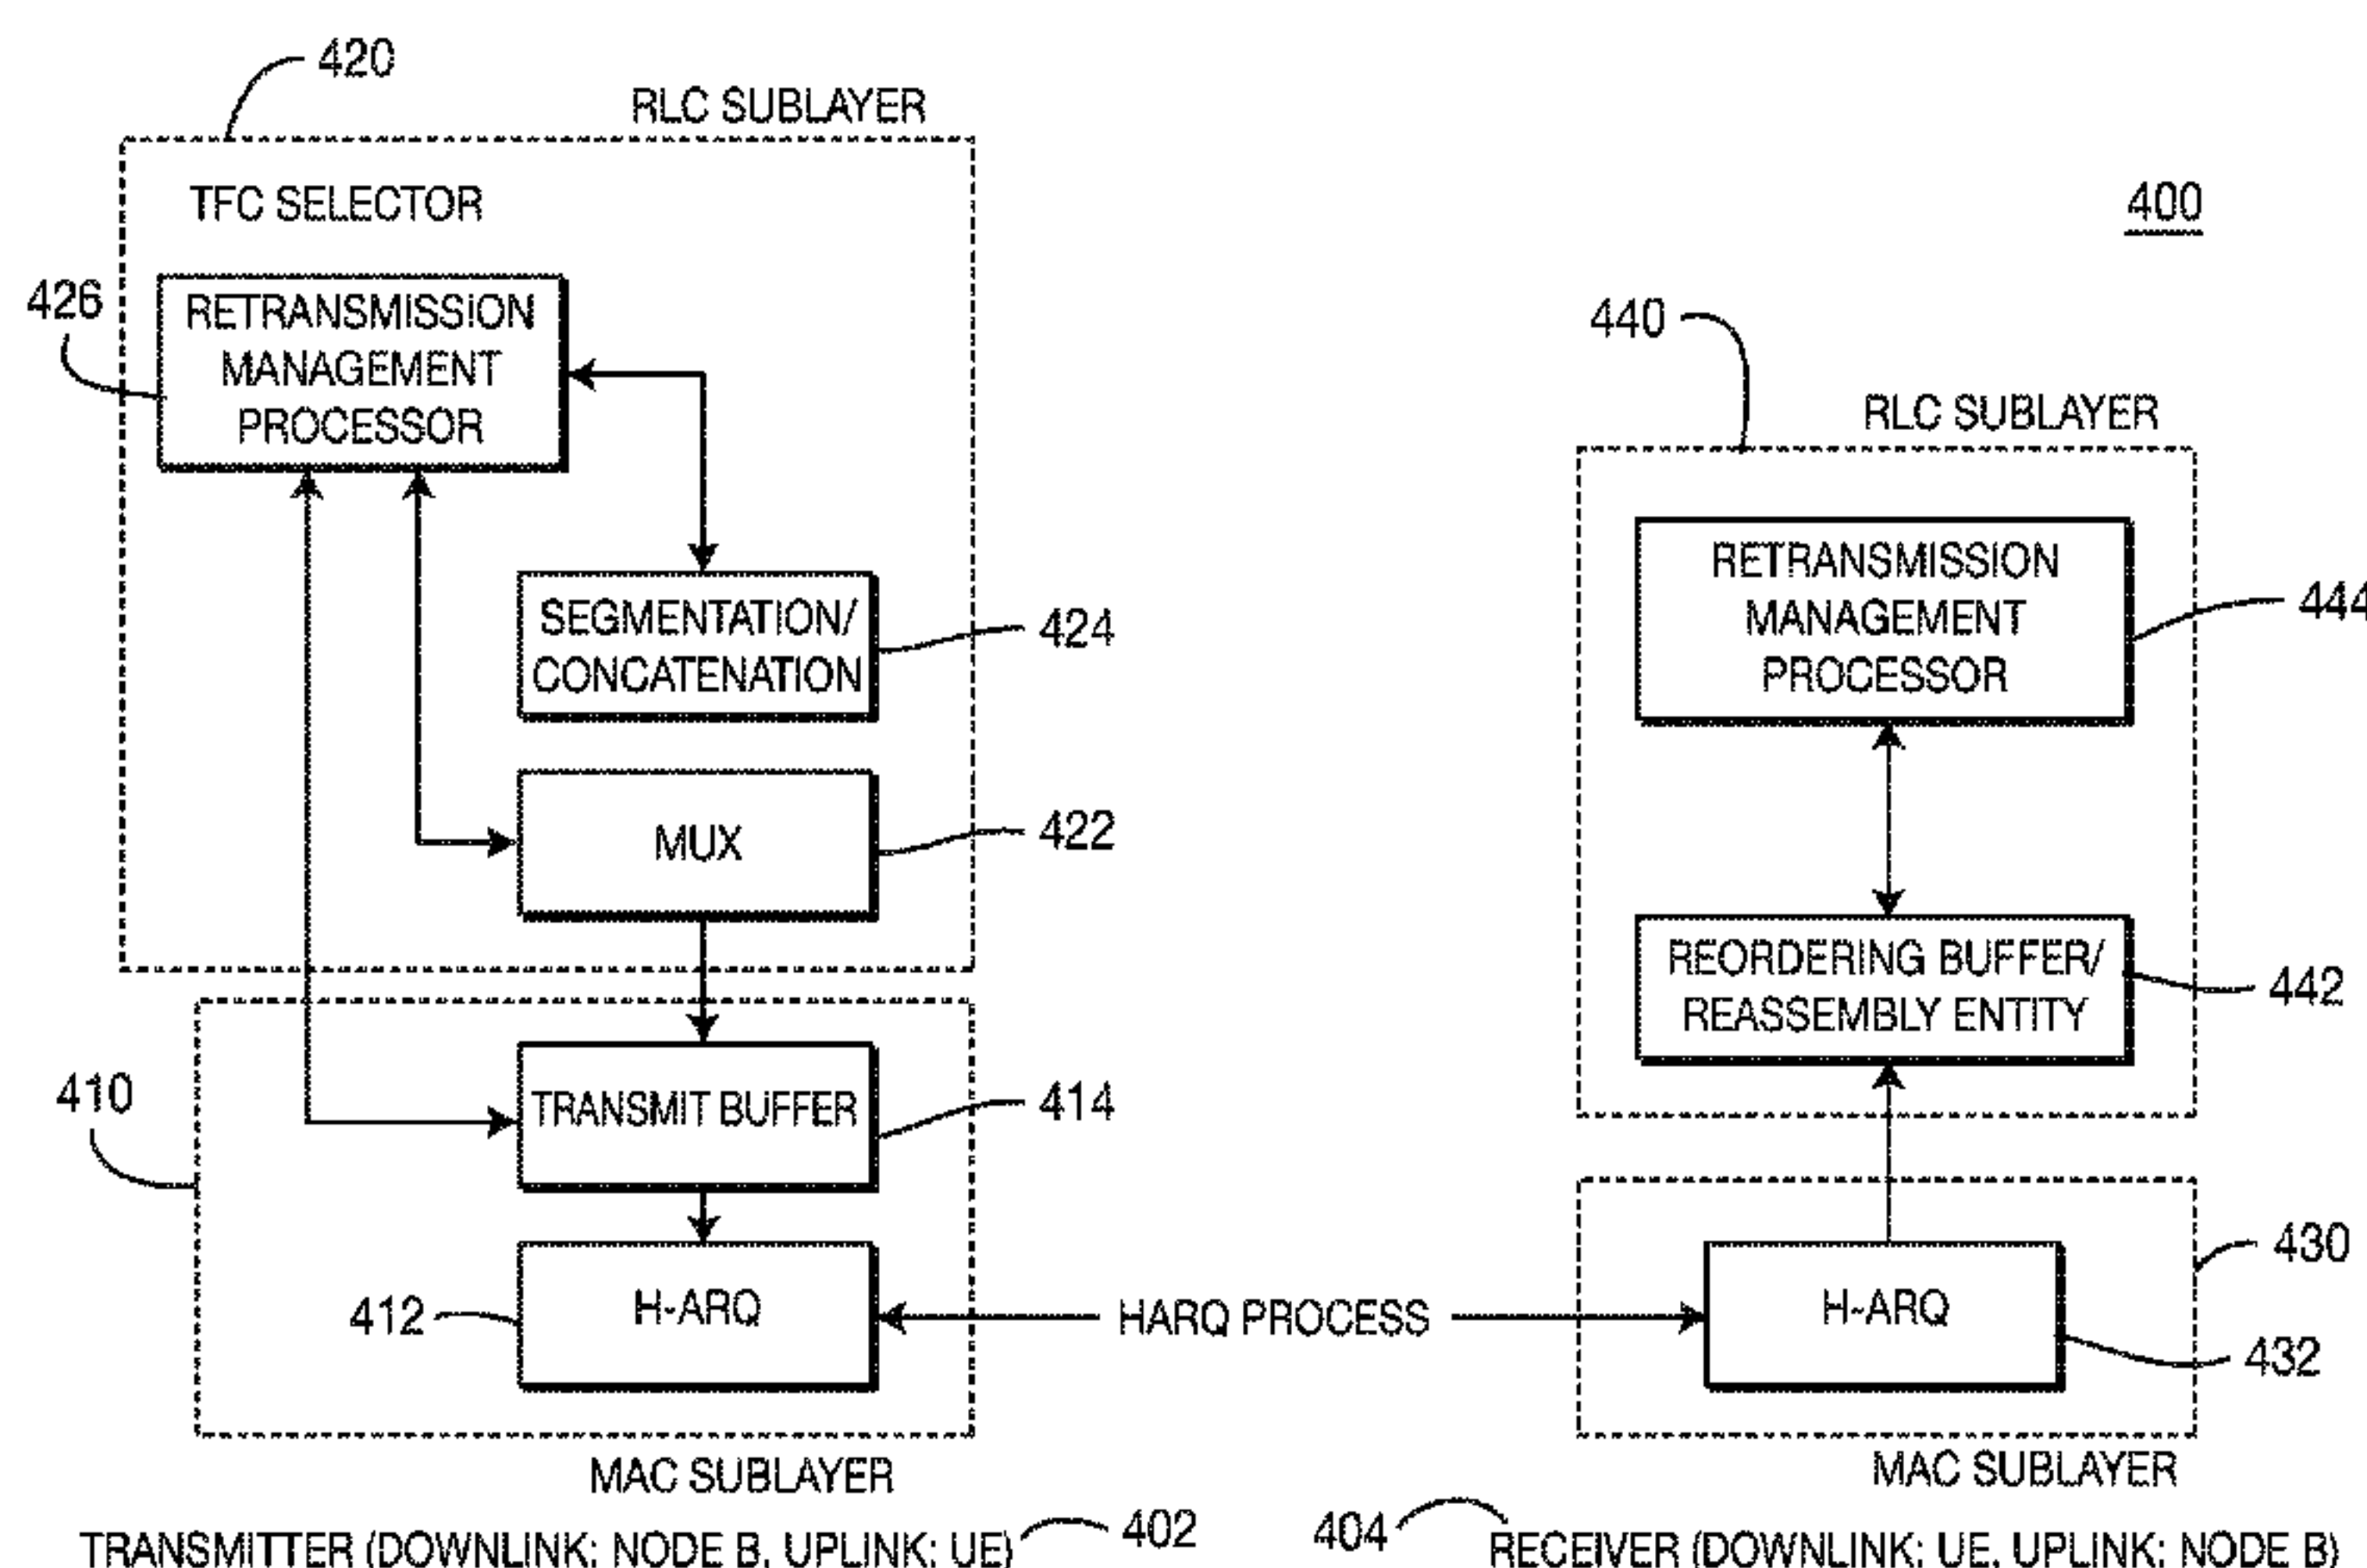 420
RLC SUBLAYER
TFC SELECTOR
400
426
RETRANSMISSION
MANAGEMENT
PROCESSOR
440
RLC SUBLAYER
SEGMENTATION/
CONCATENATION
424
RETRANSMISSION
MANAGEMENT
PROCESSOR
444
MUX
422
REORDERING BUFFER/
REASSEMBLY ENTITY
442
410
TRANSMIT BUFFER
414
412
H-ARQ
HARQ PROCESS
H-ARQ
430
432
MAC SUBLAYER
MAC SUBLAYER
TRANSMITTER (DOWNLINK: NODE B, UPLINK: UE)
402
404
RECEIVER (DOWNLINK: UE, UPLINK: NODE B)